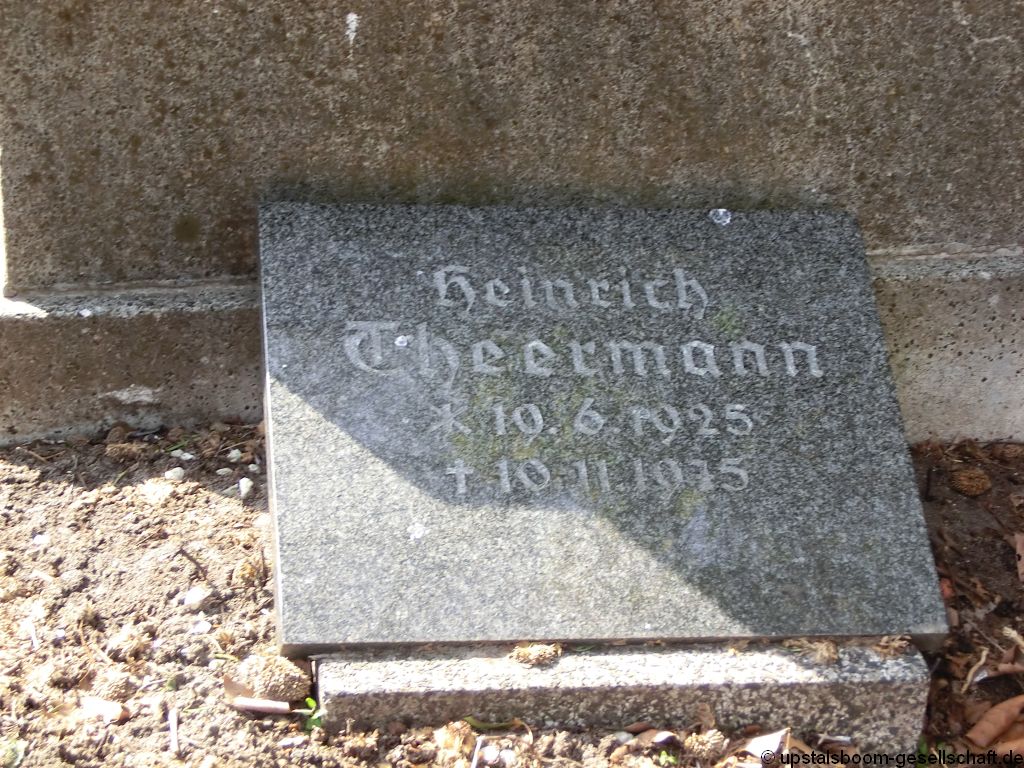 Heinrich
Theermann
* 19. 6. 1925
† 10. 11. 1975
© upstalsboom-gesellschaft.de